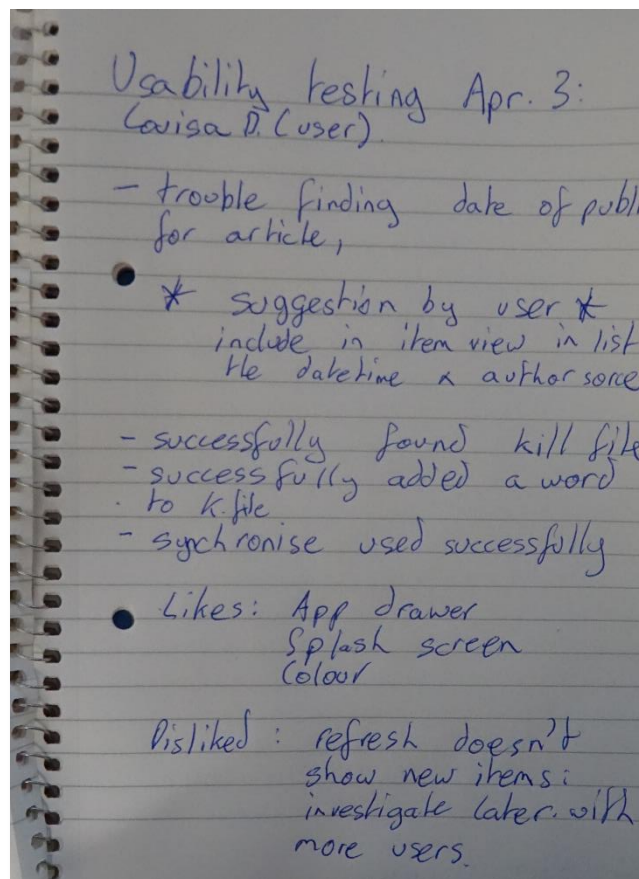 Usability testing Apr. 3:
Louisa D. (user)
- trouble finding date of publ
for article,
* suggestion by user *
include in item view in list
the datetime & author sorce
- successfully found kill file
- successfully added a word
to k.file
- sychronise used successfully
Likes: App drawer
Splash screen
Colour
Disliked: refresh doesn't
show new items:
investigate later with
more users.